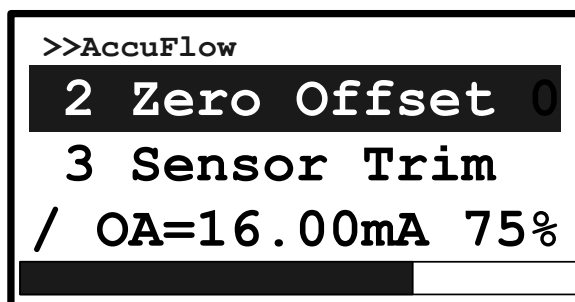 >>AccuFlow
2 Zero Offset 0
3 Sensor Trim
/ OA=16.00mA 75%